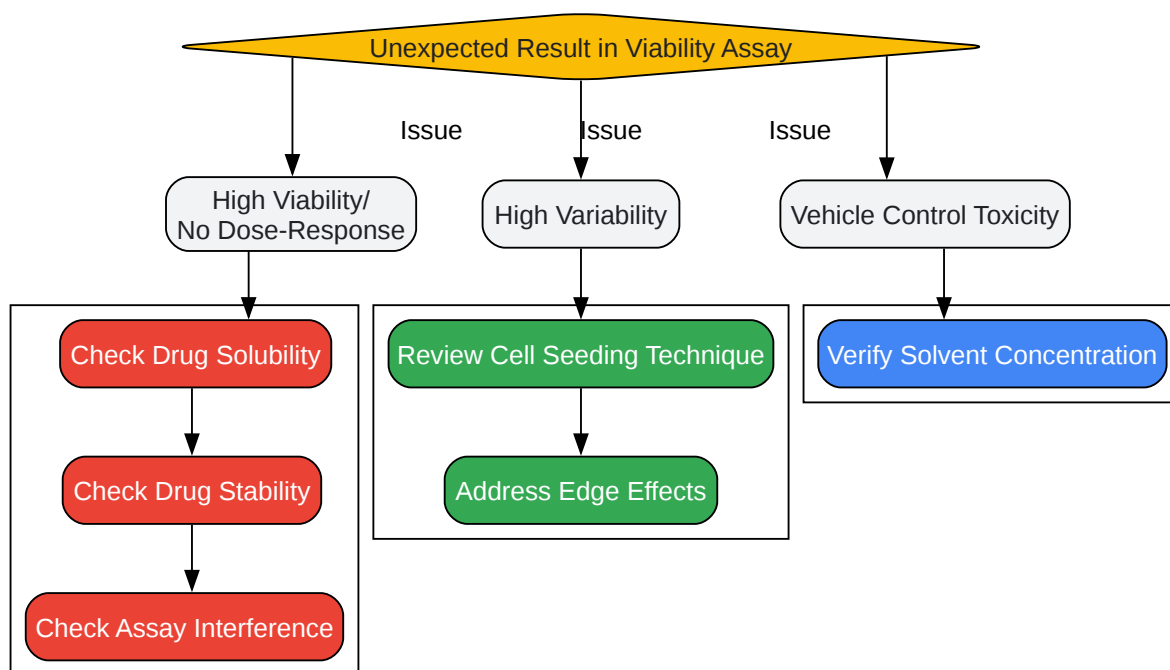 Unexpected Result in Viability Assay
Issue
Issue
Issue
High Viability/
No Dose-Response
High Variability
Vehicle Control Toxicity
Check Drug Solubility
Review Cell Seeding Technique
Verify Solvent Concentration
Check Drug Stability
Address Edge Effects
Check Assay Interference